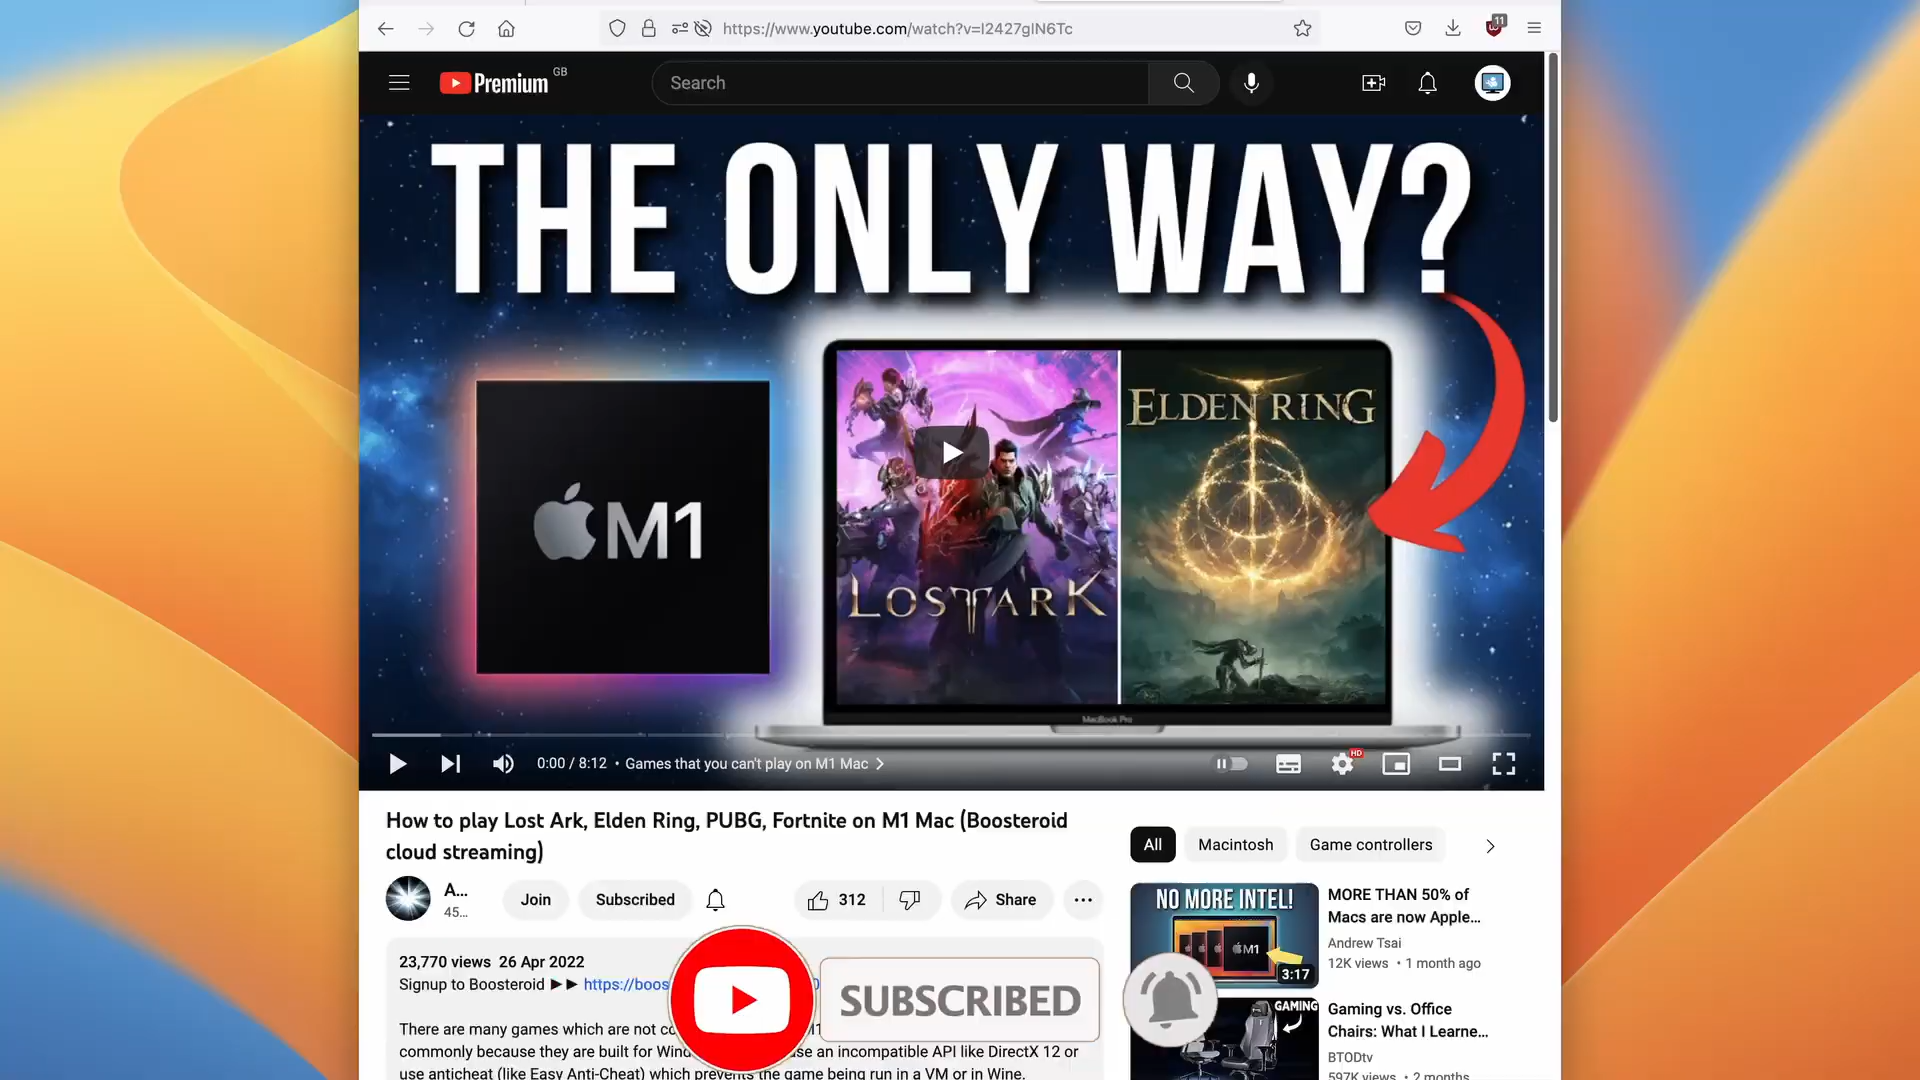 https://www.youtube.com/watch?v=I2427gIN6Tc
11
Premium GB
Search
THE ONLY WAY?
M1
LOST ARK
ELDEN RING
MacBook Pro
0:00 / 8:12 • Games that you can't play on M1 Mac
HD
How to play Lost Ark, Elden Ring, PUBG, Fortnite on M1 Mac (Boosteroid
cloud streaming)
A...
45...
Join
Subscribed
312
Share
23,770 views 26 Apr 2022
Signup to Boosteroid ►► https://boos
There are many games which are not
commonly because they are built for
an incompatible API like DirectX 12 or
use anticheat (like Easy Anti-Cheat) which prevents the game being run in a VM or in Wine.
SUBSCRIBED
All
Macintosh
Game controllers
NO MORE INTEL!
M1
3:17
MORE THAN 50% of
Macs are now Apple...
Andrew Tsai
12K views • 1 month ago
GAMING
Gaming vs. Office
Chairs: What I Learne...
BTODtv
597K views • 2 months